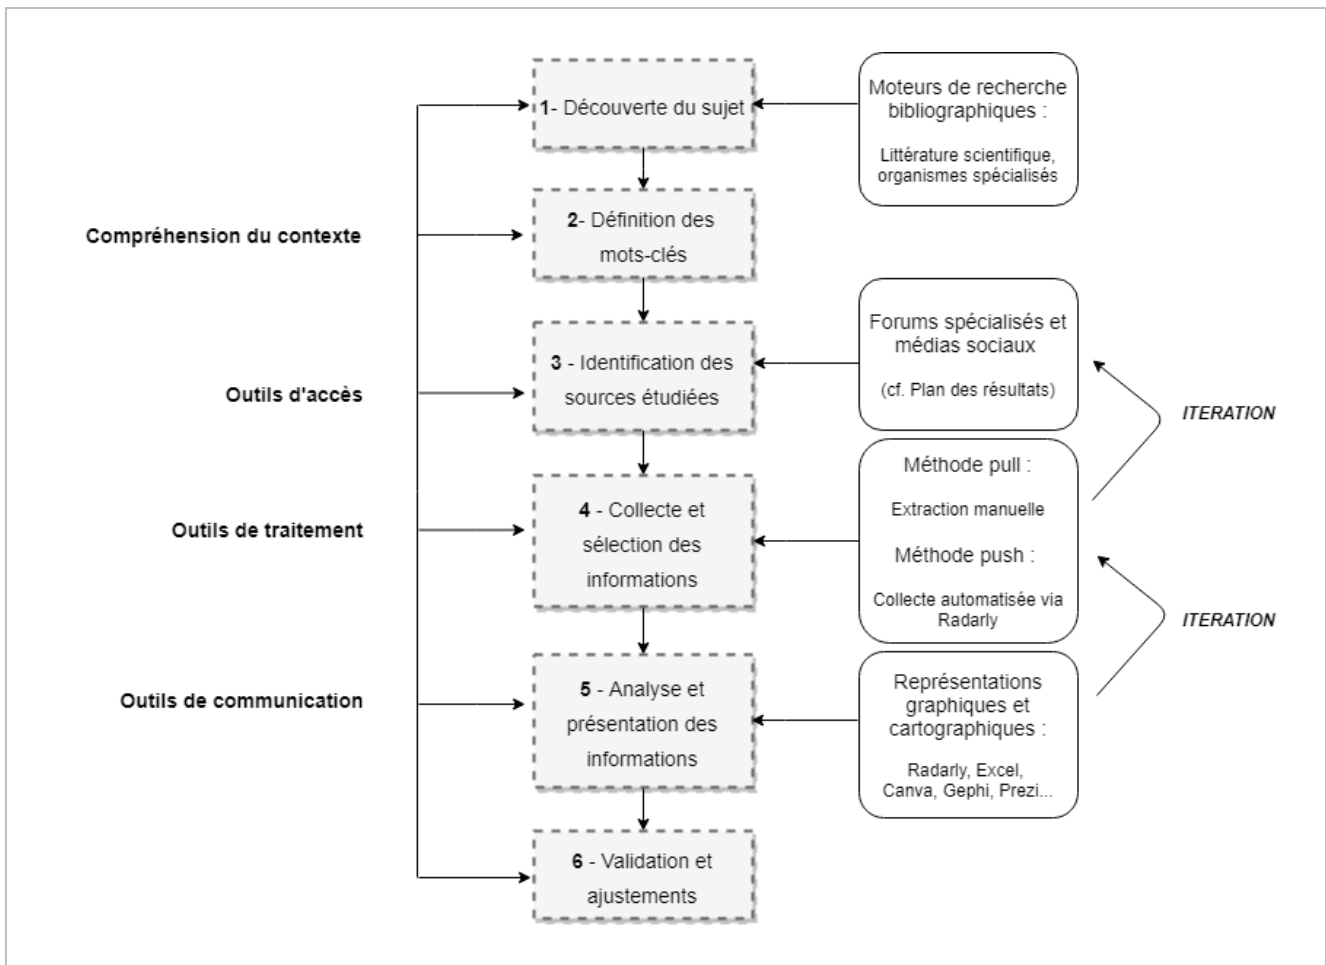 1- Découverte du sujet
Moteurs de recherche
bibliographiques :
Littérature scientifique,
organismes spécialisés
Compréhension du contexte
2- Définition des
mots-clés
Outils d'accès
3 - Identification des
sources étudiées
Forums spécialisés et
médias sociaux
(cf. Plan des résultats)
ITERATION
Outils de traitement
4 - Collecte et
sélection des
informations
Méthode pull :
Extraction manuelle
Méthode push :
Collecte automatisée via
Radarly
ITERATION
Outils de communication
5 - Analyse et
présentation des
informations
Représentations
graphiques et
cartographiques :
Radarly, Excel,
Canva, Gephi, Prezi...
6 - Validation et
ajustements